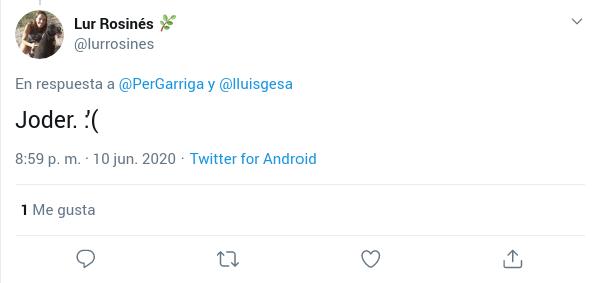 Lur Rosinés 🌿
@lurrosines
En respuesta a @PerGarriga y @lluisgesa
Joder. :'(
8:59 p. m. · 10 jun. 2020 · Twitter for Android
1 Me gusta